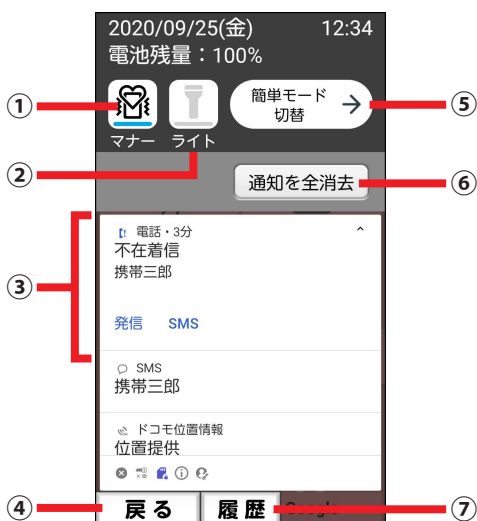 2020/09/25(金) 12:34
電池残量：100%
①
簡単モード
切替
⑤
マナー ライト
②
通知を全消去
⑥
電話・3分
不在着信
携帯三郎
③
発信 SMS
SMS
携帯三郎
ドコモ位置情報
位置提供
④
戻る
履歴
⑦